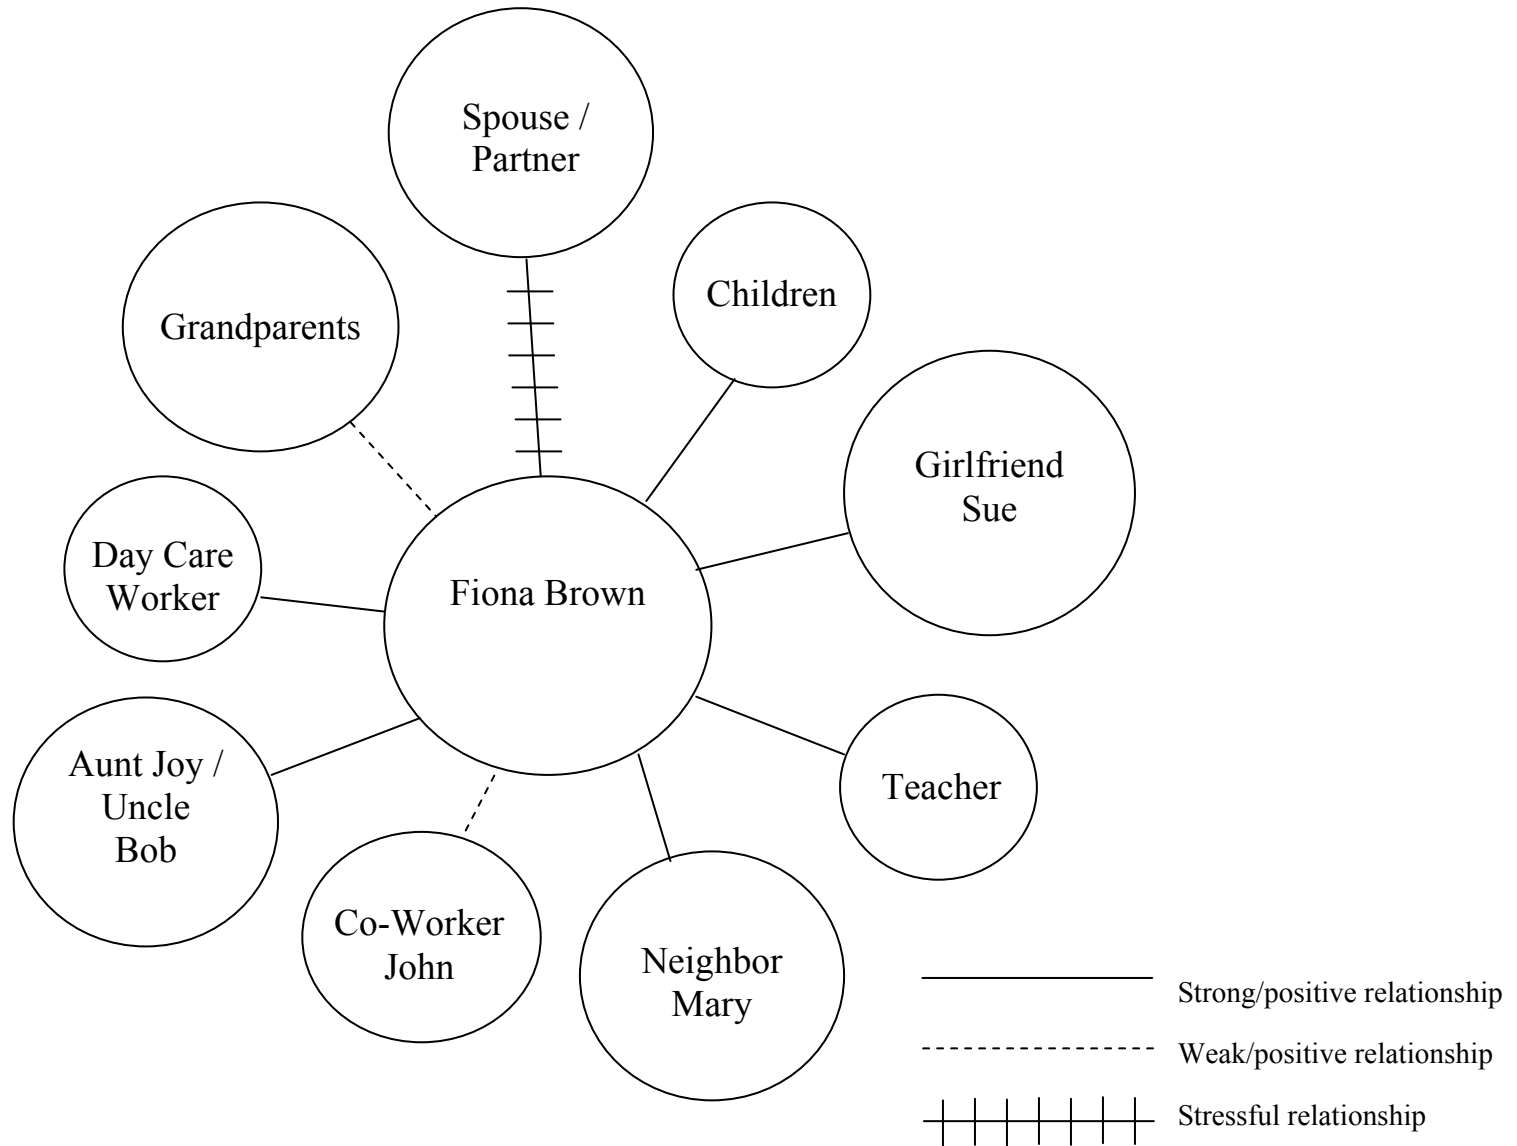 Spouse /
Partner
Children
Grandparents
Girlfriend
Sue
Day Care
Worker
Fiona Brown
Aunt Joy /
Uncle
Bob
Teacher
Co-Worker
John
Neighbor
Mary
Strong/positive relationship
Weak/positive relationship
Stressful relationship